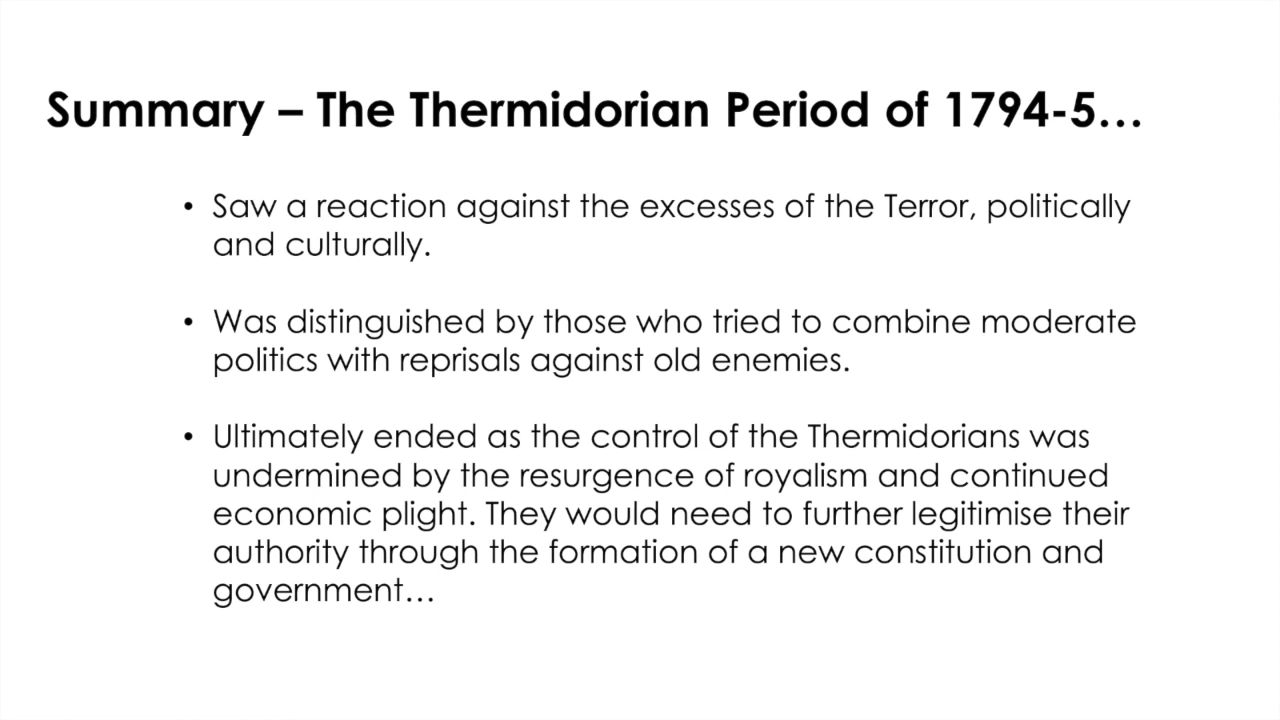 Summary – The Thermidorian Period of 1794-5…
• Saw a reaction against the excesses of the Terror, politically
and culturally.
• Was distinguished by those who tried to combine moderate
politics with reprisals against old enemies.
• Ultimately ended as the control of the Thermidorians was
undermined by the resurgence of royalism and continued
economic plight. They would need to further legitimise their
authority through the formation of a new constitution and
government…